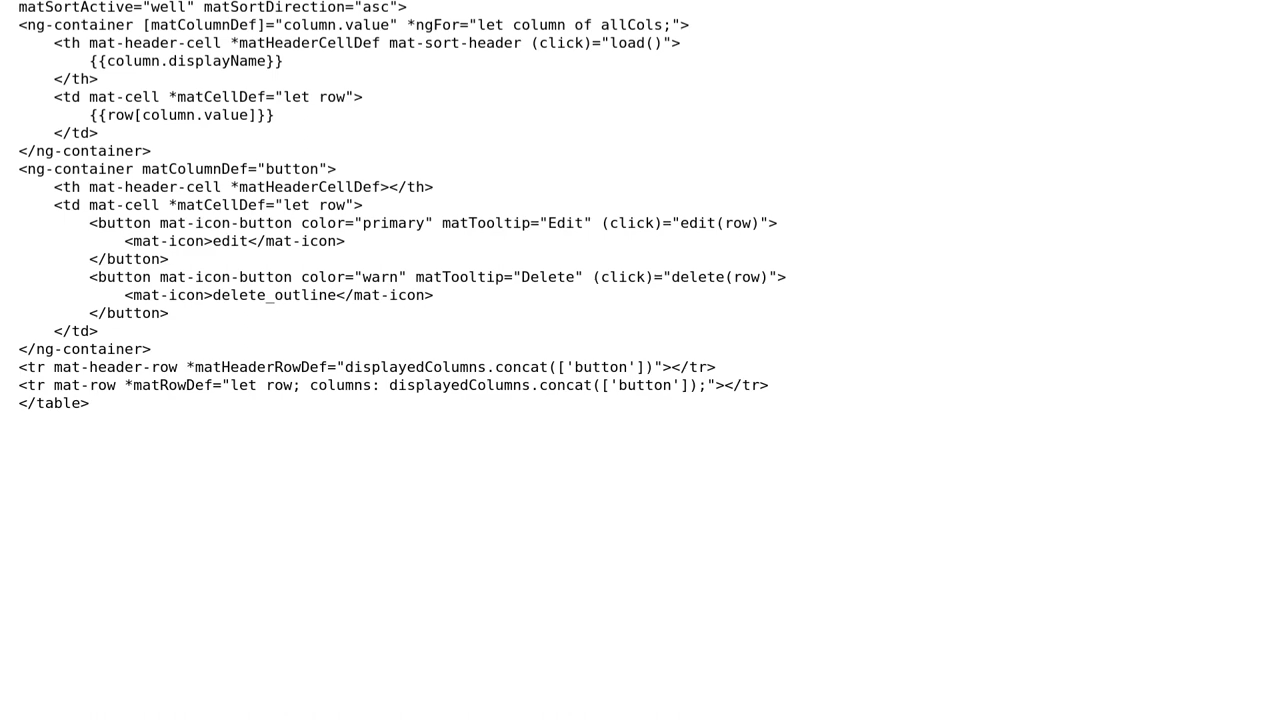 matSortActive="well" matSortDirection="asc">
<ng-container [matColumnDef]="column.value" *ngFor="let column of allCols;">
    <th mat-header-cell *matHeaderCellDef mat-sort-header (click)="load()">
        {{column.displayName}}
    </th>
    <td mat-cell *matCellDef="let row">
        {{row[column.value]}}
    </td>
</ng-container>
<ng-container matColumnDef="button">
    <th mat-header-cell *matHeaderCellDef></th>
    <td mat-cell *matCellDef="let row">
        <button mat-icon-button color="primary" matTooltip="Edit" (click)="edit(row)">
            <mat-icon>edit</mat-icon>
        </button>
        <button mat-icon-button color="warn" matTooltip="Delete" (click)="delete(row)">
            <mat-icon>delete_outline</mat-icon>
        </button>
    </td>
</ng-container>
<tr mat-header-row *matHeaderRowDef="displayedColumns.concat(['button'])"></tr>
<tr mat-row *matRowDef="let row; columns: displayedColumns.concat(['button']);"></tr>
</table>